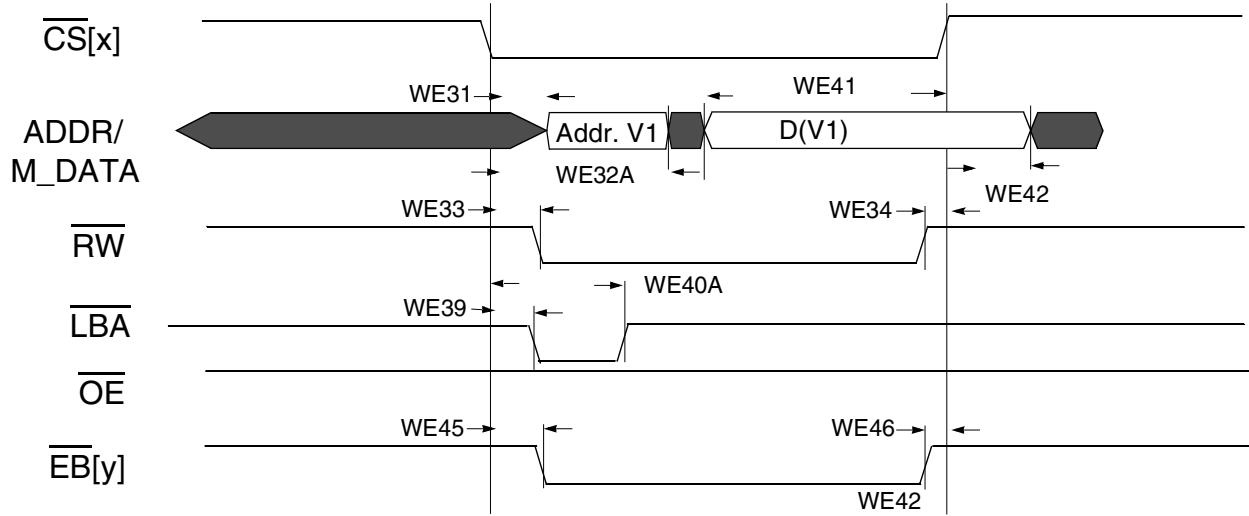 CS[x]
WE31
WE41
ADDR/
M_DATA
Addr. V1
D(V1)
WE32A
WE42
WE33
WE34
RW
WE40A
WE39
LBA
OE
WE45
WE46
EB[y]
WE42